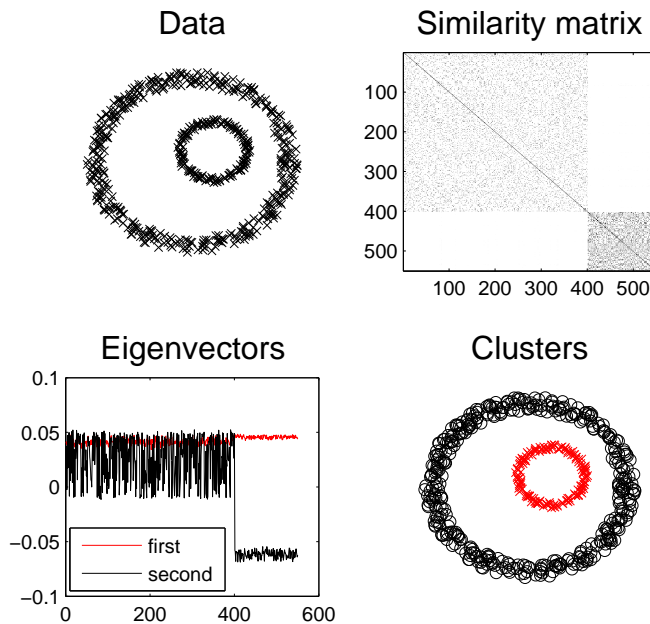 Data
Similarity matrix
100
200
300
400
500
100 200 300 400 500
Eigenvectors
0.1
0.05
0
−0.05
−0.1
first
second
0 200 400 600
Clusters